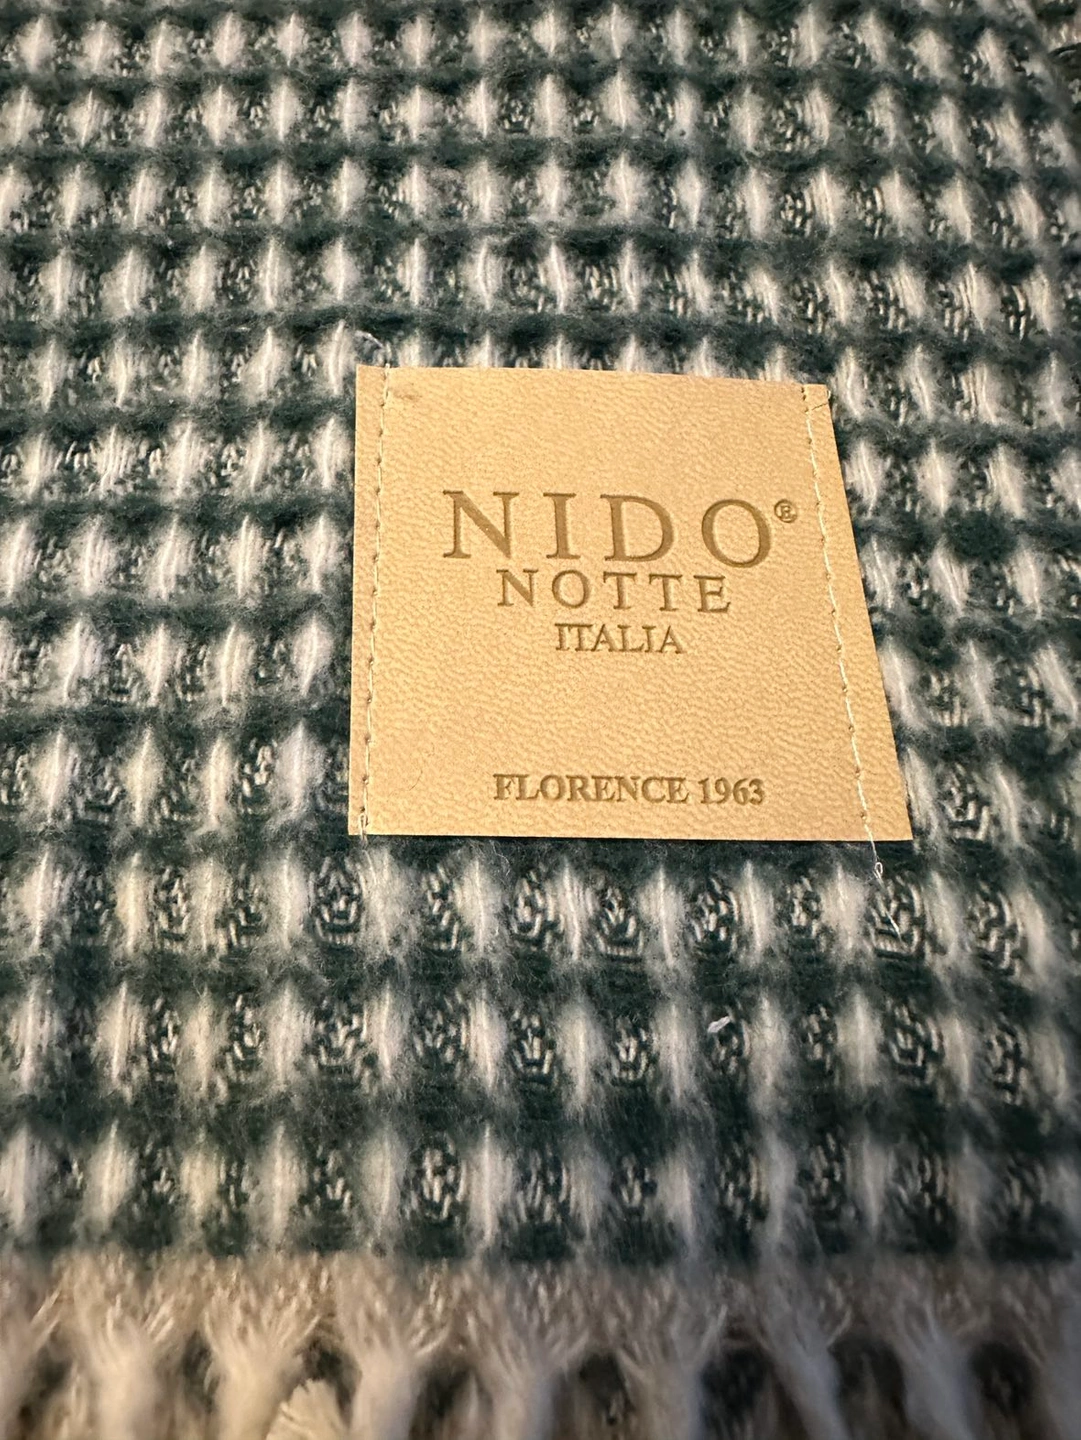 NIDO®
NOTTE
ITALIA
FLORENCE 1963